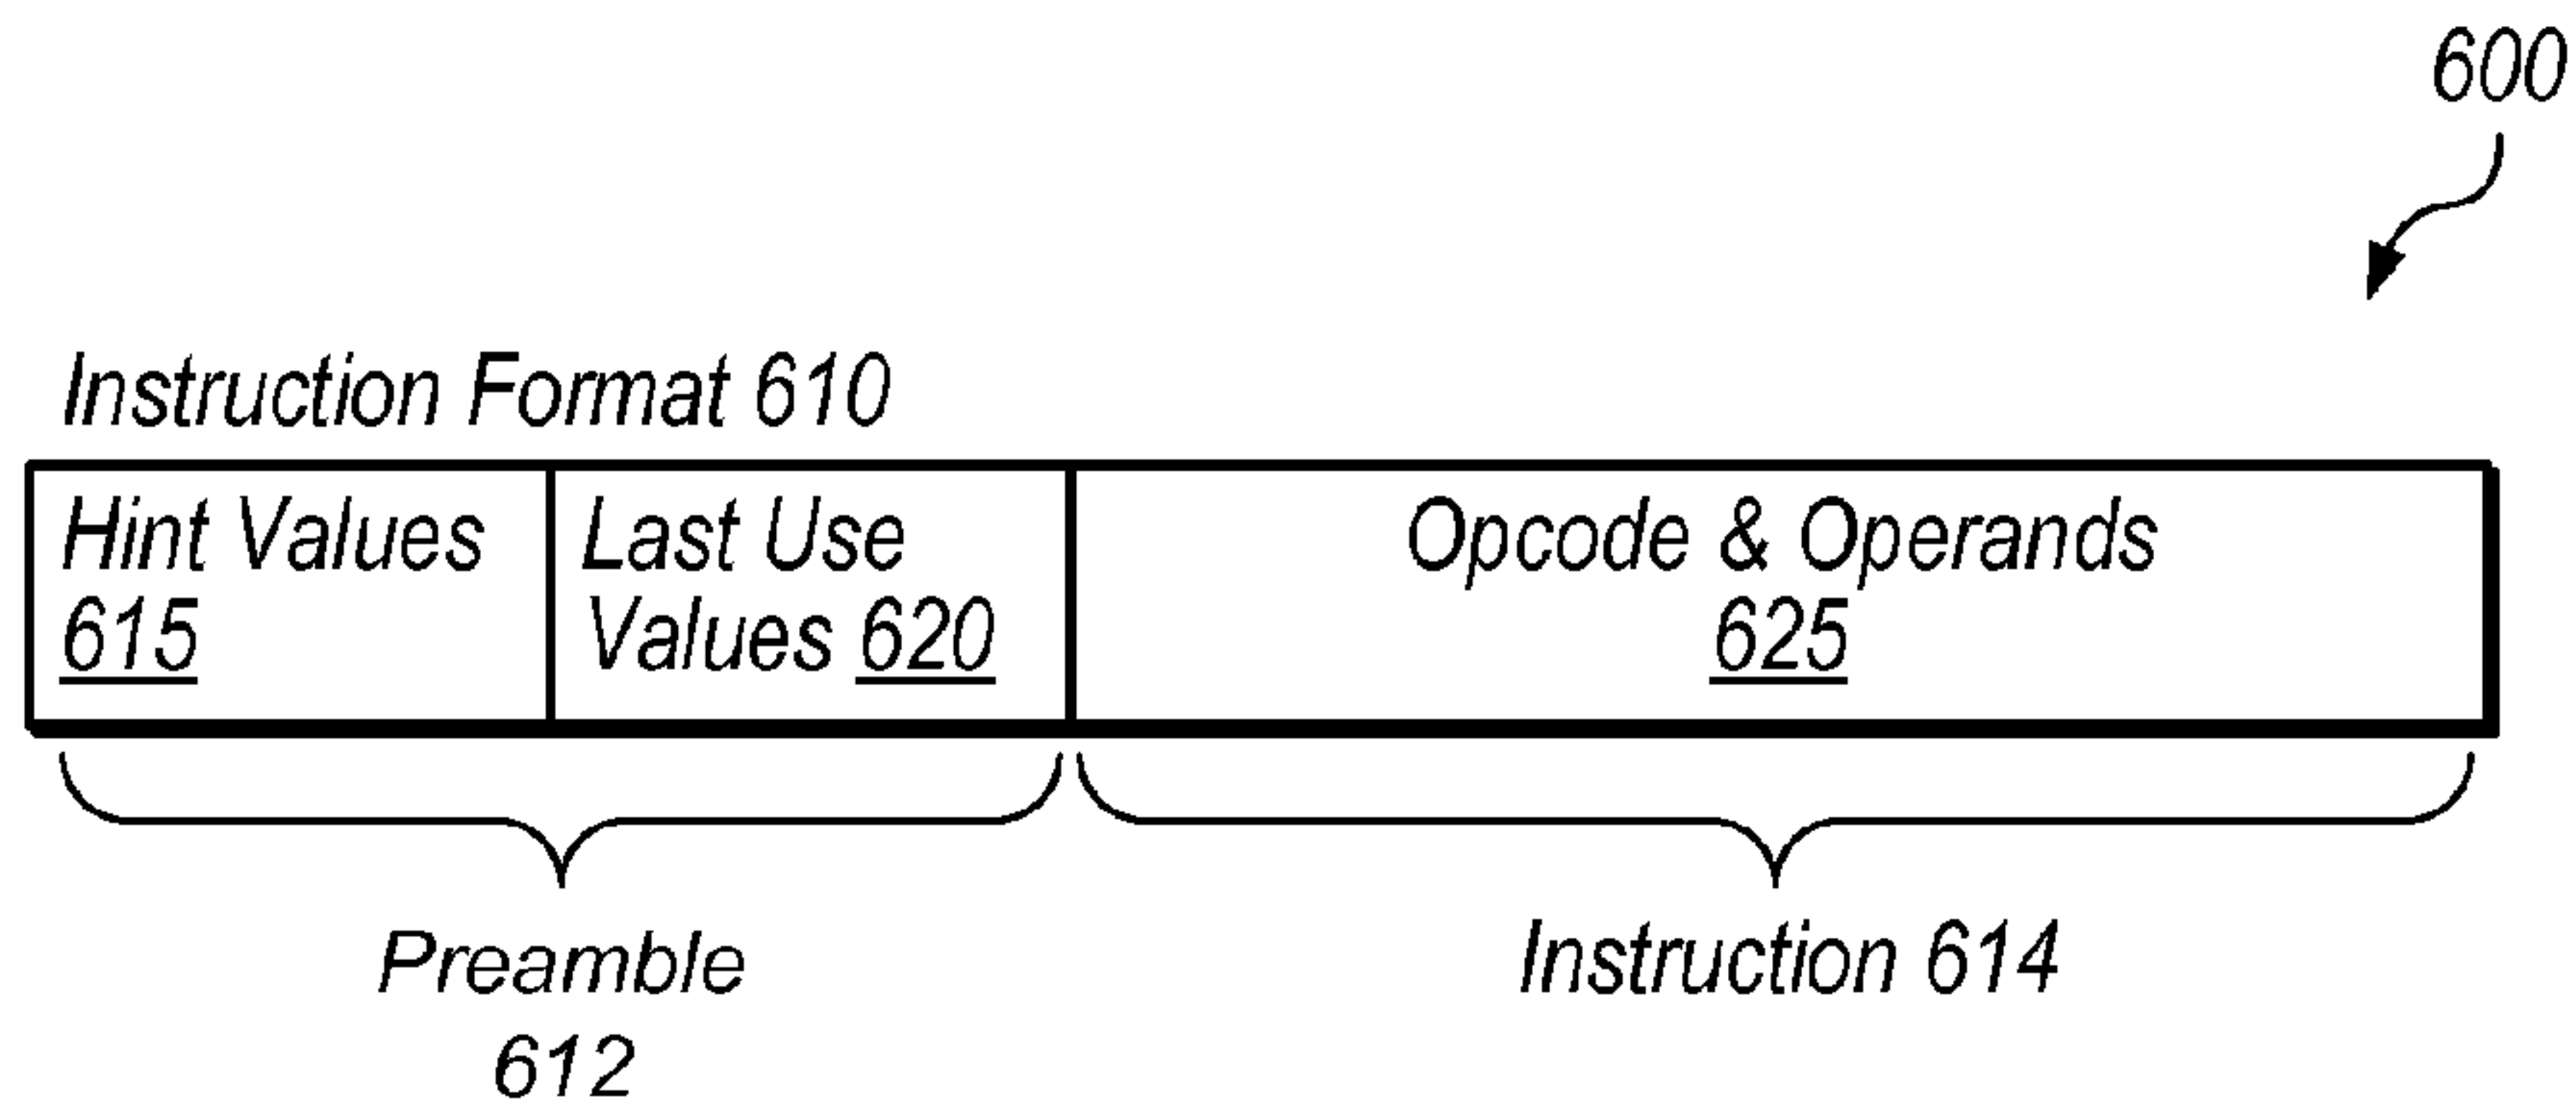 600
Instruction Format 610
Hint Values
615
Last Use
Values 620
Opcode & Operands
625
Preamble
612
Instruction 614